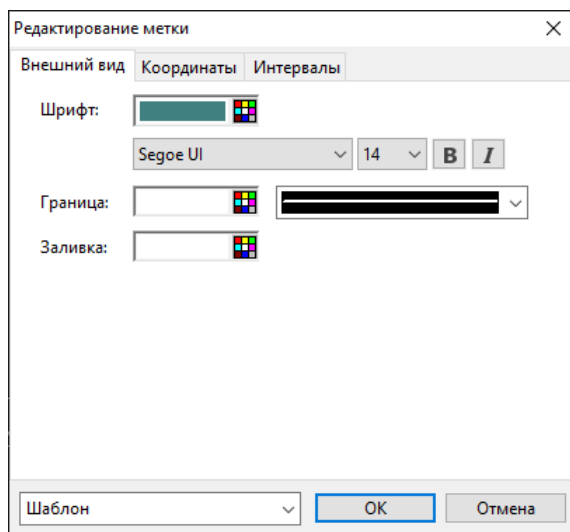 Редактирование метки
Внешний вид Координаты Интервалы
Шрифт:
Segoe UI 14 B I
Граница:
Заливка:
Шаблон OK Отмена